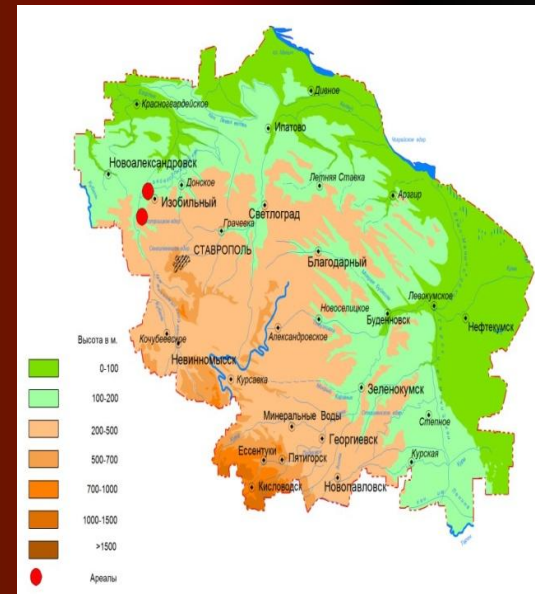 Дивное
Красногвардейское
Ипатово
Новоалександровск
Донское
Летняя Ставка
Арзгир
Изобильный
Светлоград
Грачевка
СТАВРОПОЛЬ
Благодарный
Левокумское
Новоселицкое
Буденновск
Нефтекумск
Александровское
Кочубеевское
Невинномысск
Курсавка
Зеленокумск
Степное
Минеральные Воды
Георгиевск
Ессентуки
Пятигорск
Курская
Кисловодск
Новопавловск
Высота в м.
0-100
100-200
200-500
500-700
700-1000
1000-1500
>1500
Ареалы